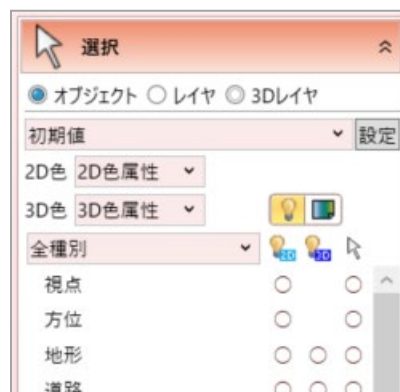 選択
オブジェクト レイヤ 3Dレイヤ
初期値 設定
2D色 2D色属性
3D色 3D色属性
全種別 2D 3D
視点
方位
地形
道路